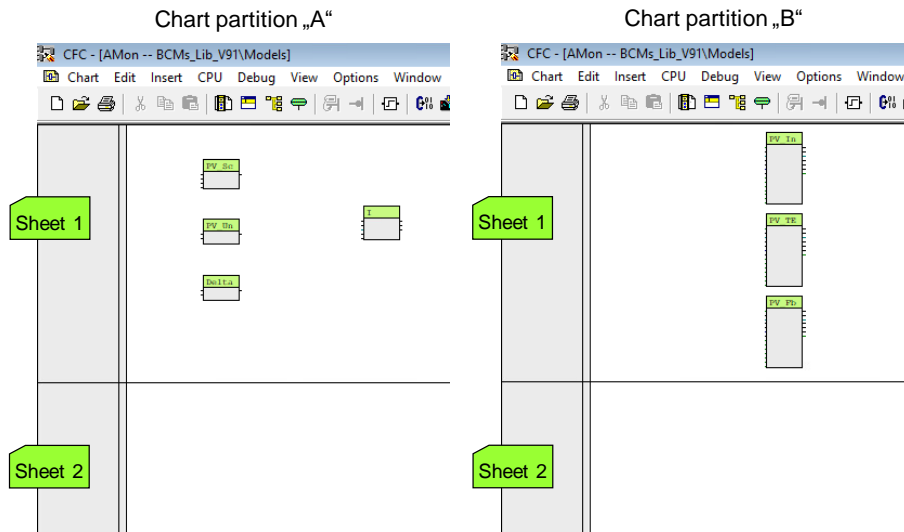 Chart partition „A“
CFC - [AMon -- BCMs_Lib_V91\Models]
Chart Edit Insert CPU Debug View Options Window
PV_Sc
I
Sheet 1
PV_Un
Delta
Sheet 2
Chart partition „B“
CFC - [AMon -- BCMs_Lib_V91\Models]
Chart Edit Insert CPU Debug View Options Window
PV_In
Sheet 1
PV_TE
PV_Fb
Sheet 2